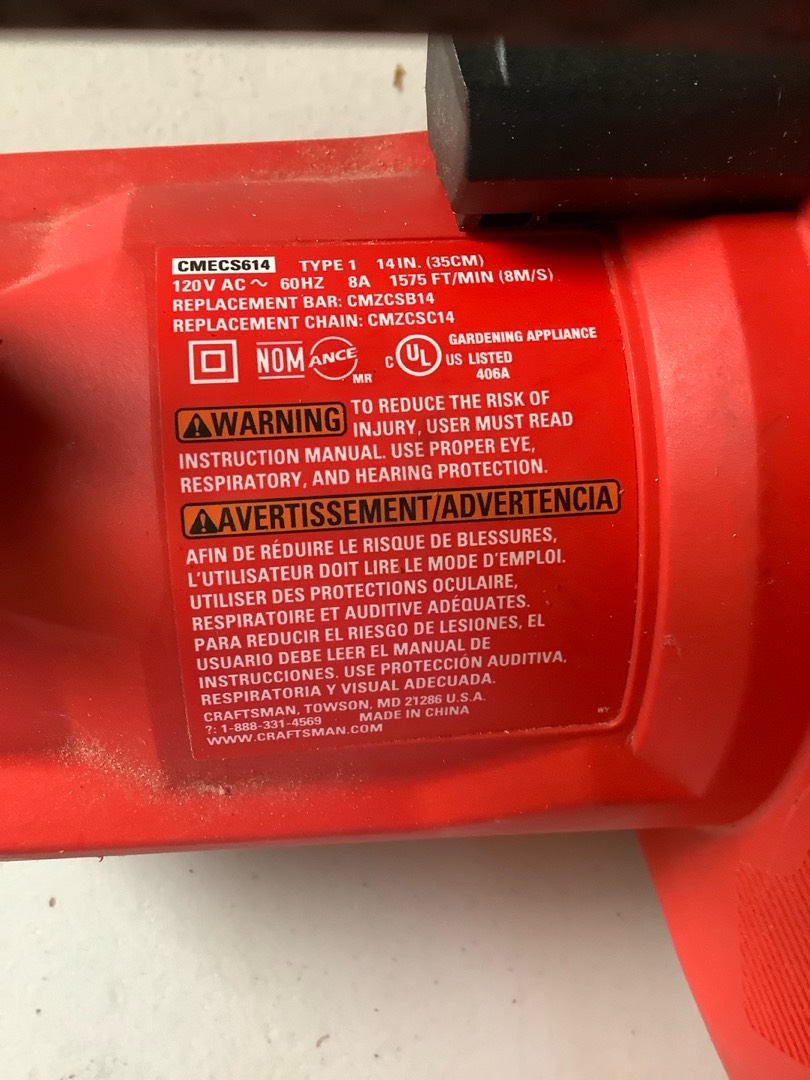 CMECS614 TYPE 1 14 IN. (35CM)
120V AC ~ 60HZ 8A 1575 FT/MIN (8M/S)
REPLACEMENT BAR: CMZCSB14
REPLACEMENT CHAIN: CMZCSC14
NOM ANCE MR C UL US LISTED GARDENING APPLIANCE
406A
WARNING TO REDUCE THE RISK OF
INJURY, USER MUST READ
INSTRUCTION MANUAL. USE PROPER EYE,
RESPIRATORY, AND HEARING PROTECTION.
AVERTISSEMENT/ADVERTENCIA
AFIN DE RÉDUIRE LE RISQUE DE BLESSURES,
L'UTILISATEUR DOIT LIRE LE MODE D'EMPLOI.
UTILISER DES PROTECTIONS OCULAIRE,
RESPIRATOIRE ET AUDITIVE ADÉQUATES.
PARA REDUCIR EL RIESGO DE LESIONES, EL
USUARIO DEBE LEER EL MANUAL DE
INSTRUCCIONES. USE PROTECCIÓN AUDITIVA,
RESPIRATORIA Y VISUAL ADECUADA.
CRAFTSMAN, TOWSON, MD 21286 U.S.A.
?: 1-888-331-4569 MADE IN CHINA
WWW.CRAFTSMAN.COM